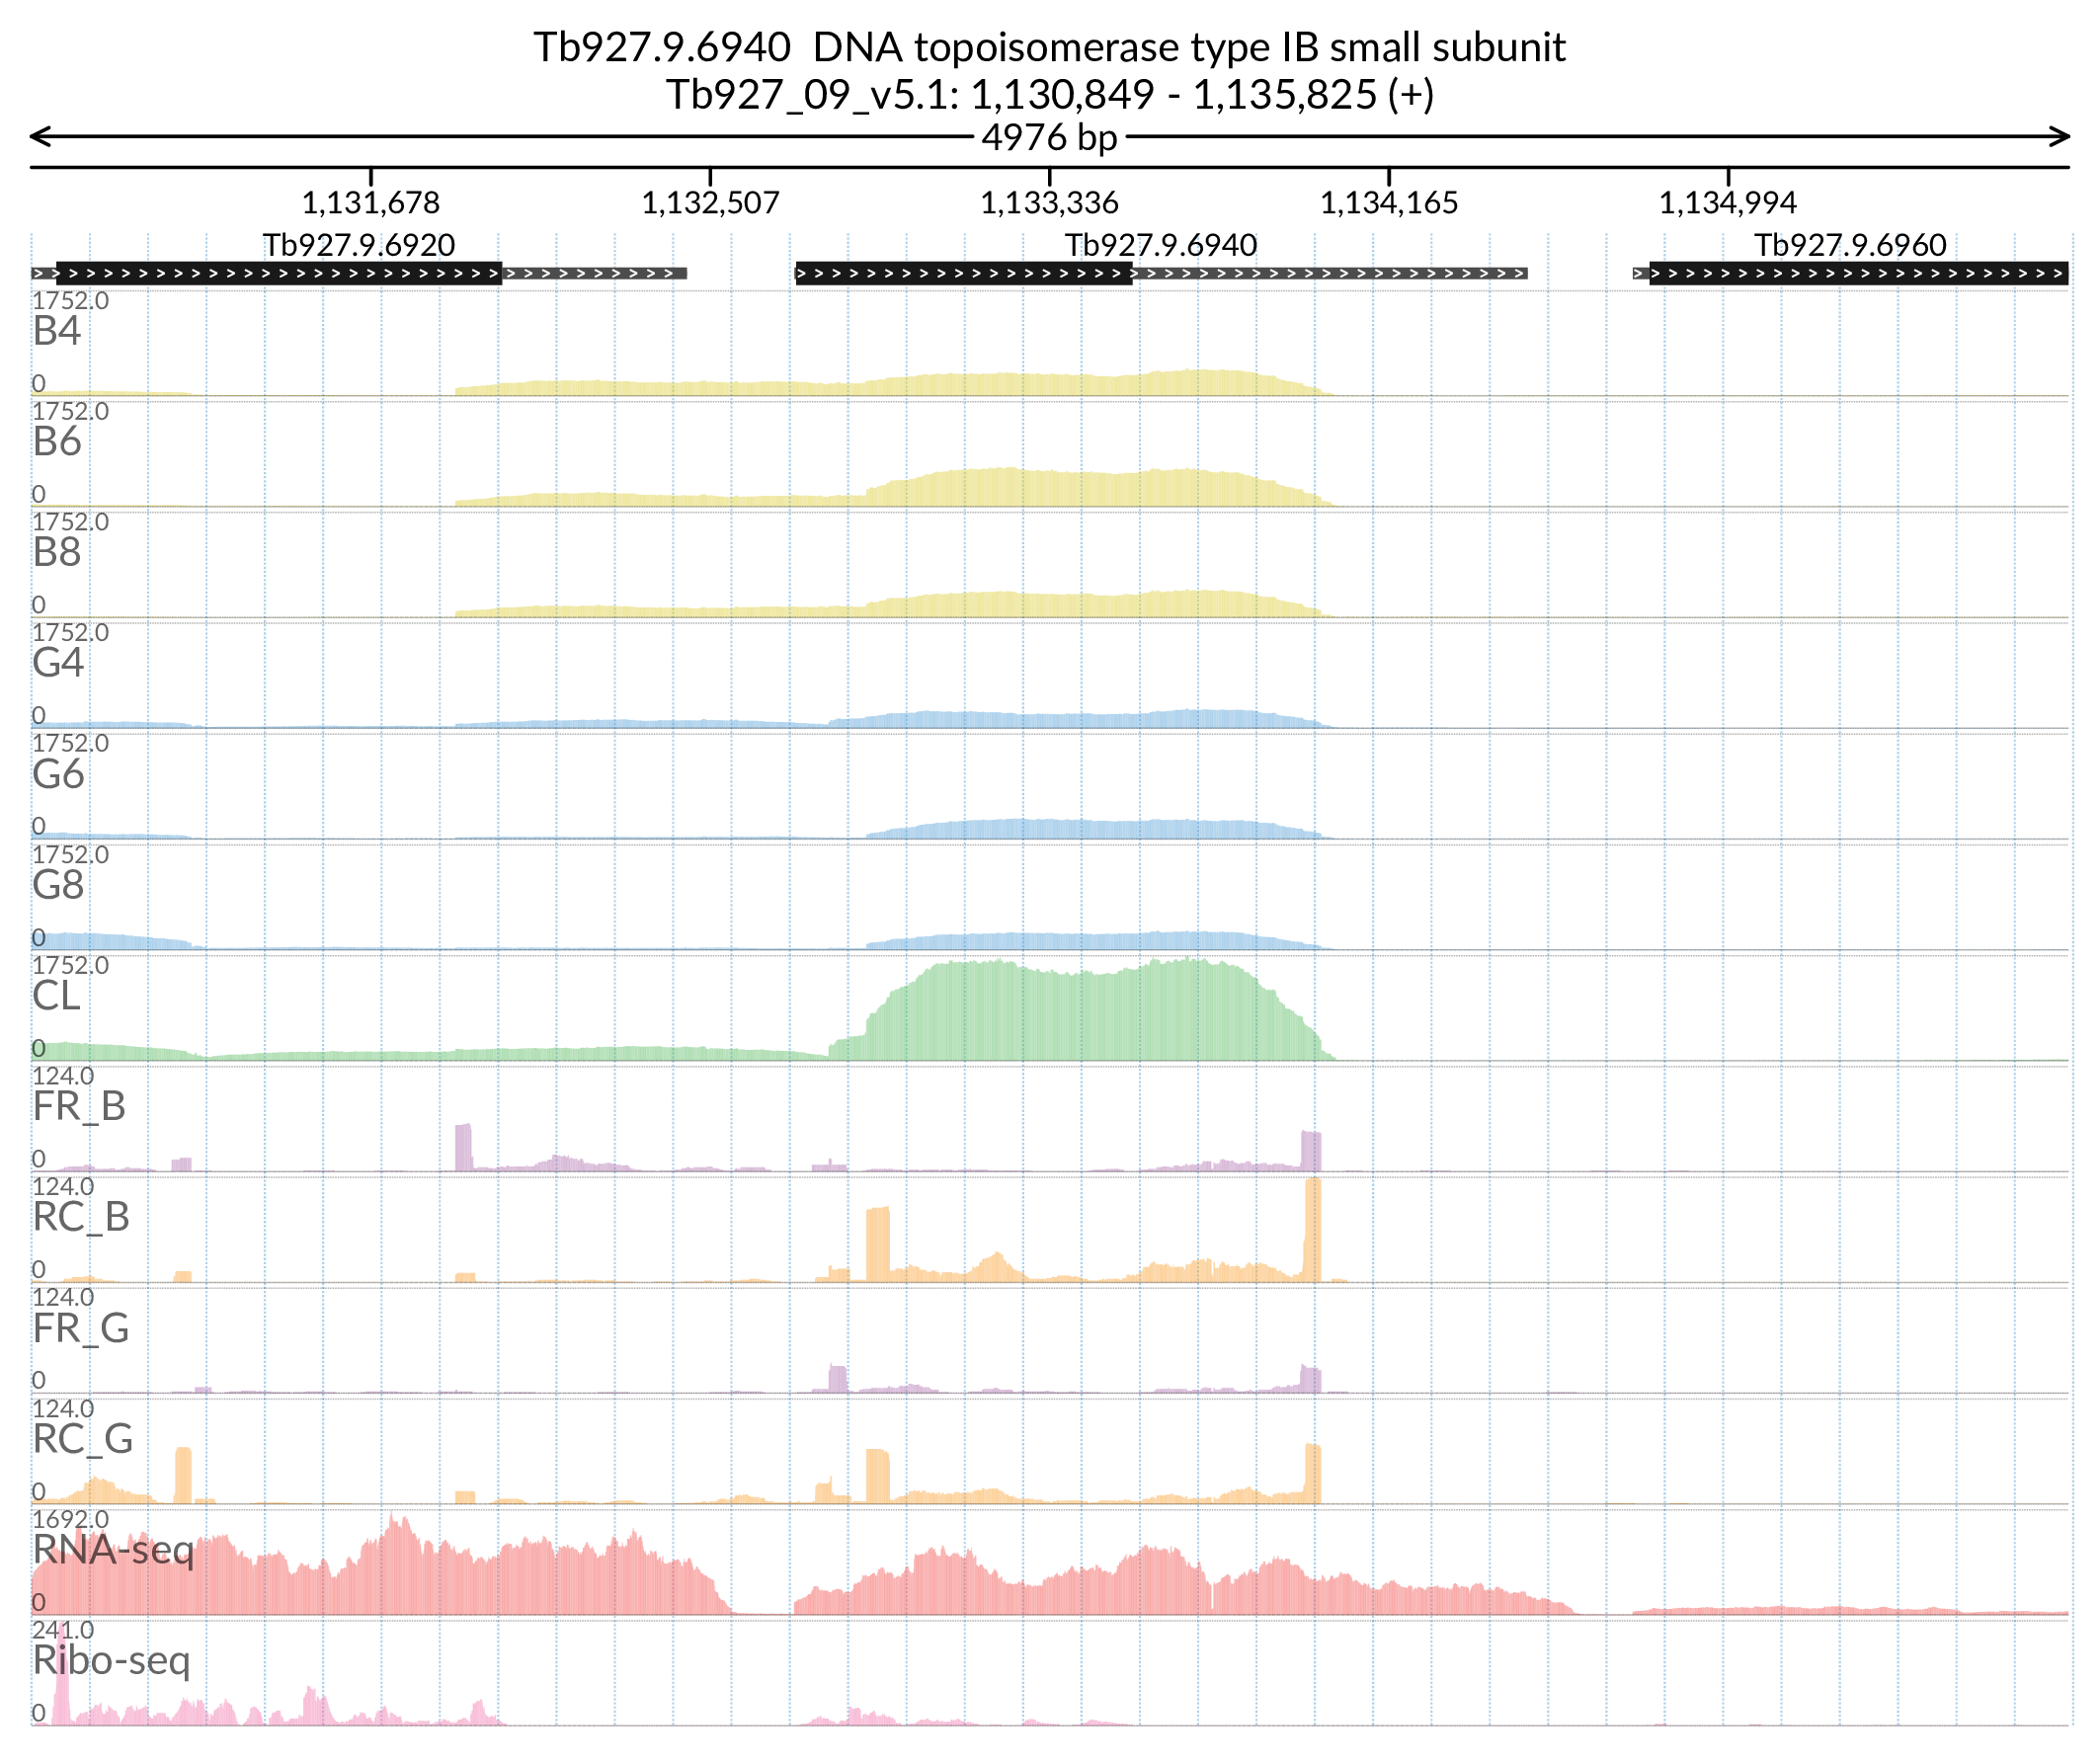 Tb927.9.6940  DNA topoisomerase type IB small subunit
Tb927_09_v5.1: 1,130,849 - 1,135,825 (+)
4976 bp
1,131,678 1,132,507 1,133,336 1,134,165 1,134,994
Tb927.9.6920 Tb927.9.6940 Tb927.9.6960
1752.0
B4
0
1752.0
B6
0
1752.0
B8
0
1752.0
G4
0
1752.0
G6
0
1752.0
G8
0
1752.0
CL
0
124.0
FR_B
0
124.0
RC_B
0
124.0
FR_G
0
124.0
RC_G
0
1692.0
RNA-seq
0
241.0
Ribo-seq
0